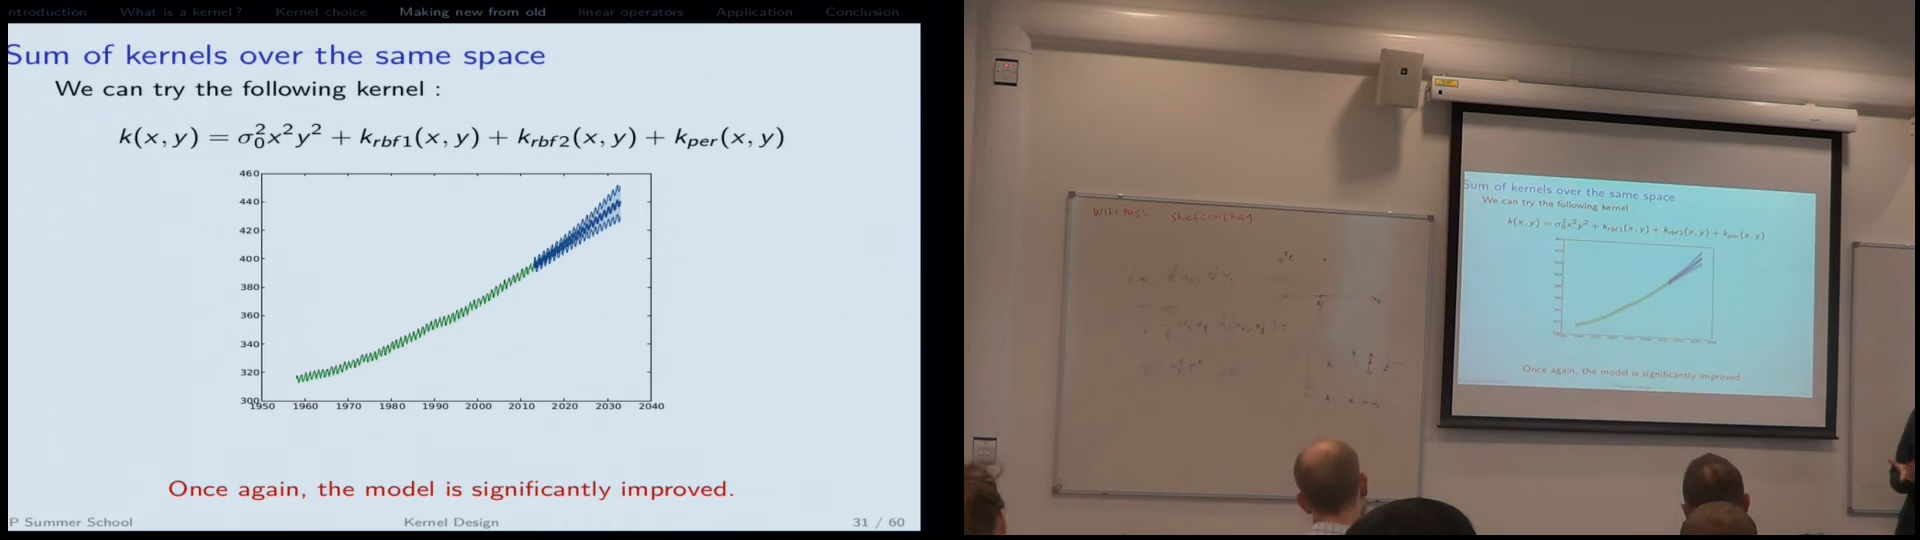 ntroduction What is a kernel? Kernel choice Making new from old linear operators Application Conclusion
Sum of kernels over the same space
We can try the following kernel :
k(x, y) = σ₀²x²y² + k_rbf1(x, y) + k_rbf2(x, y) + k_per(x, y)
460
440
420
400
380
360
340
320
300
1950 1960 1970 1980 1990 2000 2010 2020 2030 2040
Once again, the model is significantly improved.
P Summer School Kernel Design 31 / 60
Sum of kernels over the same space
We can try the following kernel
k(x, y) = σ₀²x²y² + k_rbf1(x, y) + k_rbf2(x, y) + k_per(x, y)
Once again, the model is significantly improved.